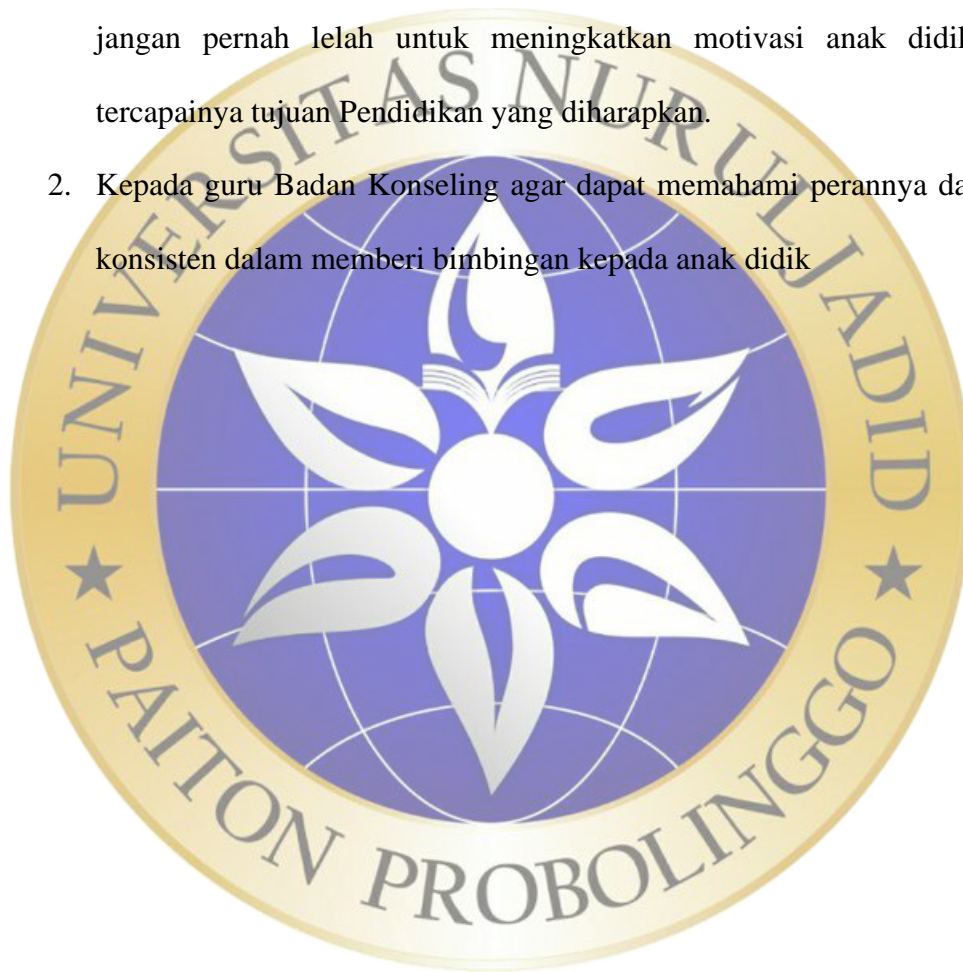 jangan pernah lelah untuk meningkatkan motivasi anak didik
tercapainya tujuan Pendidikan yang diharapkan.
2. Kepada guru Badan Konseling agar dapat memahami perannya da
konsisten dalam memberi bimbingan kepada anak didik
UNIVERSITAS NURUL JADID
PAITON PROBOLINGGO